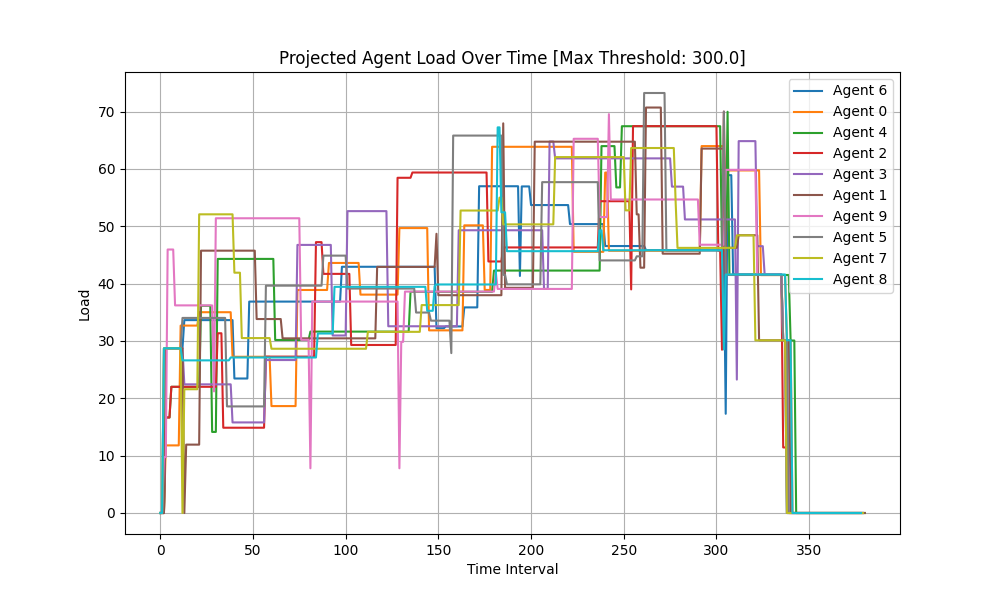 Projected Agent Load Over Time [Max Threshold: 300.0]
Load
70
60
50
40
30
20
10
0
0 50 100 150 200 250 300 350
Time Interval
Agent 6
Agent 0
Agent 4
Agent 2
Agent 3
Agent 1
Agent 9
Agent 5
Agent 7
Agent 8